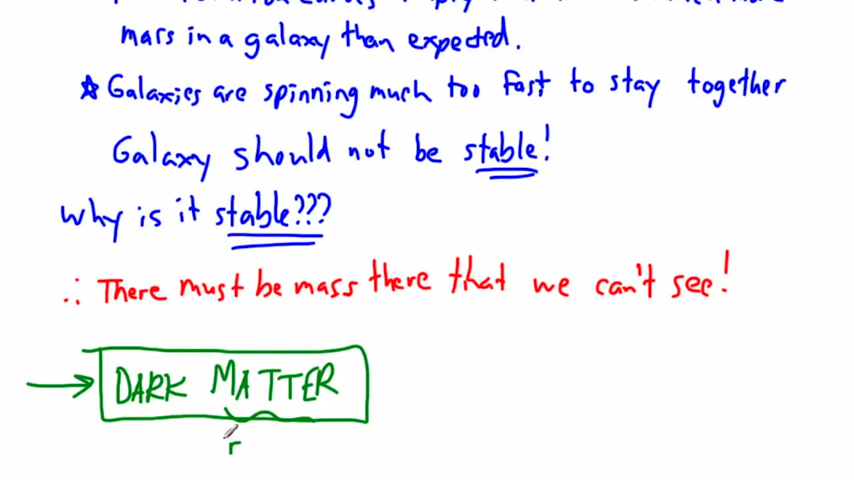 mass in a galaxy than expected.
* Galaxies are spinning much too fast to stay together
Galaxy should not be stable!
Why is it stable???
∴ There must be mass there that we can't see!
DARK MATTER
r